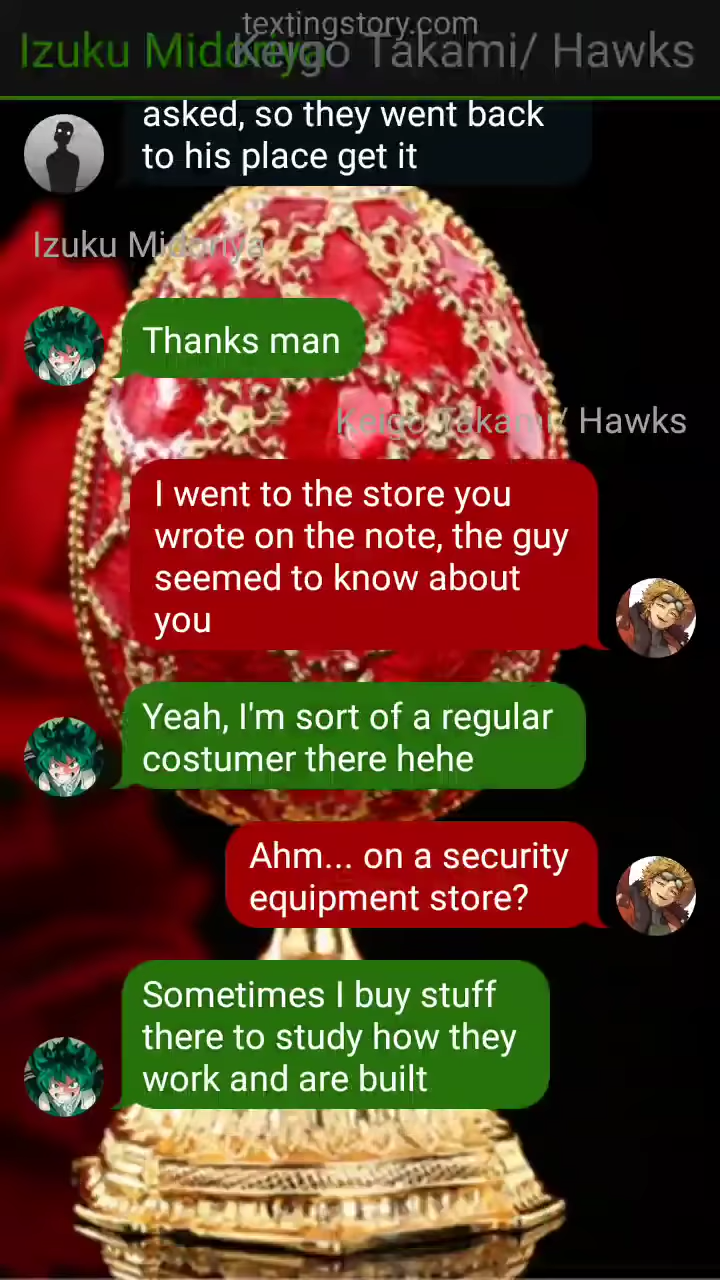 textingstory.com
Izuku Midoriya Keigo Takami/ Hawks
asked, so they went back
to his place get it
Izuku Midoriya
Thanks man
Keigo Takami/ Hawks
I went to the store you
wrote on the note, the guy
seemed to know about
you
Yeah, I'm sort of a regular
costumer there hehe
Ahm... on a security
equipment store?
Sometimes I buy stuff
there to study how they
work and are built